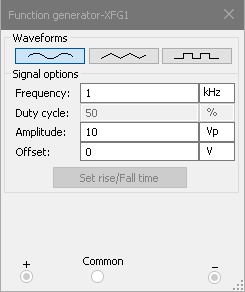 Function generator-XFG1
Waveforms
Signal options
Frequency: 1 kHz
Duty cycle: 50 %
Amplitude: 10 Vp
Offset: 0 V
Set rise/Fall time
+ Common −